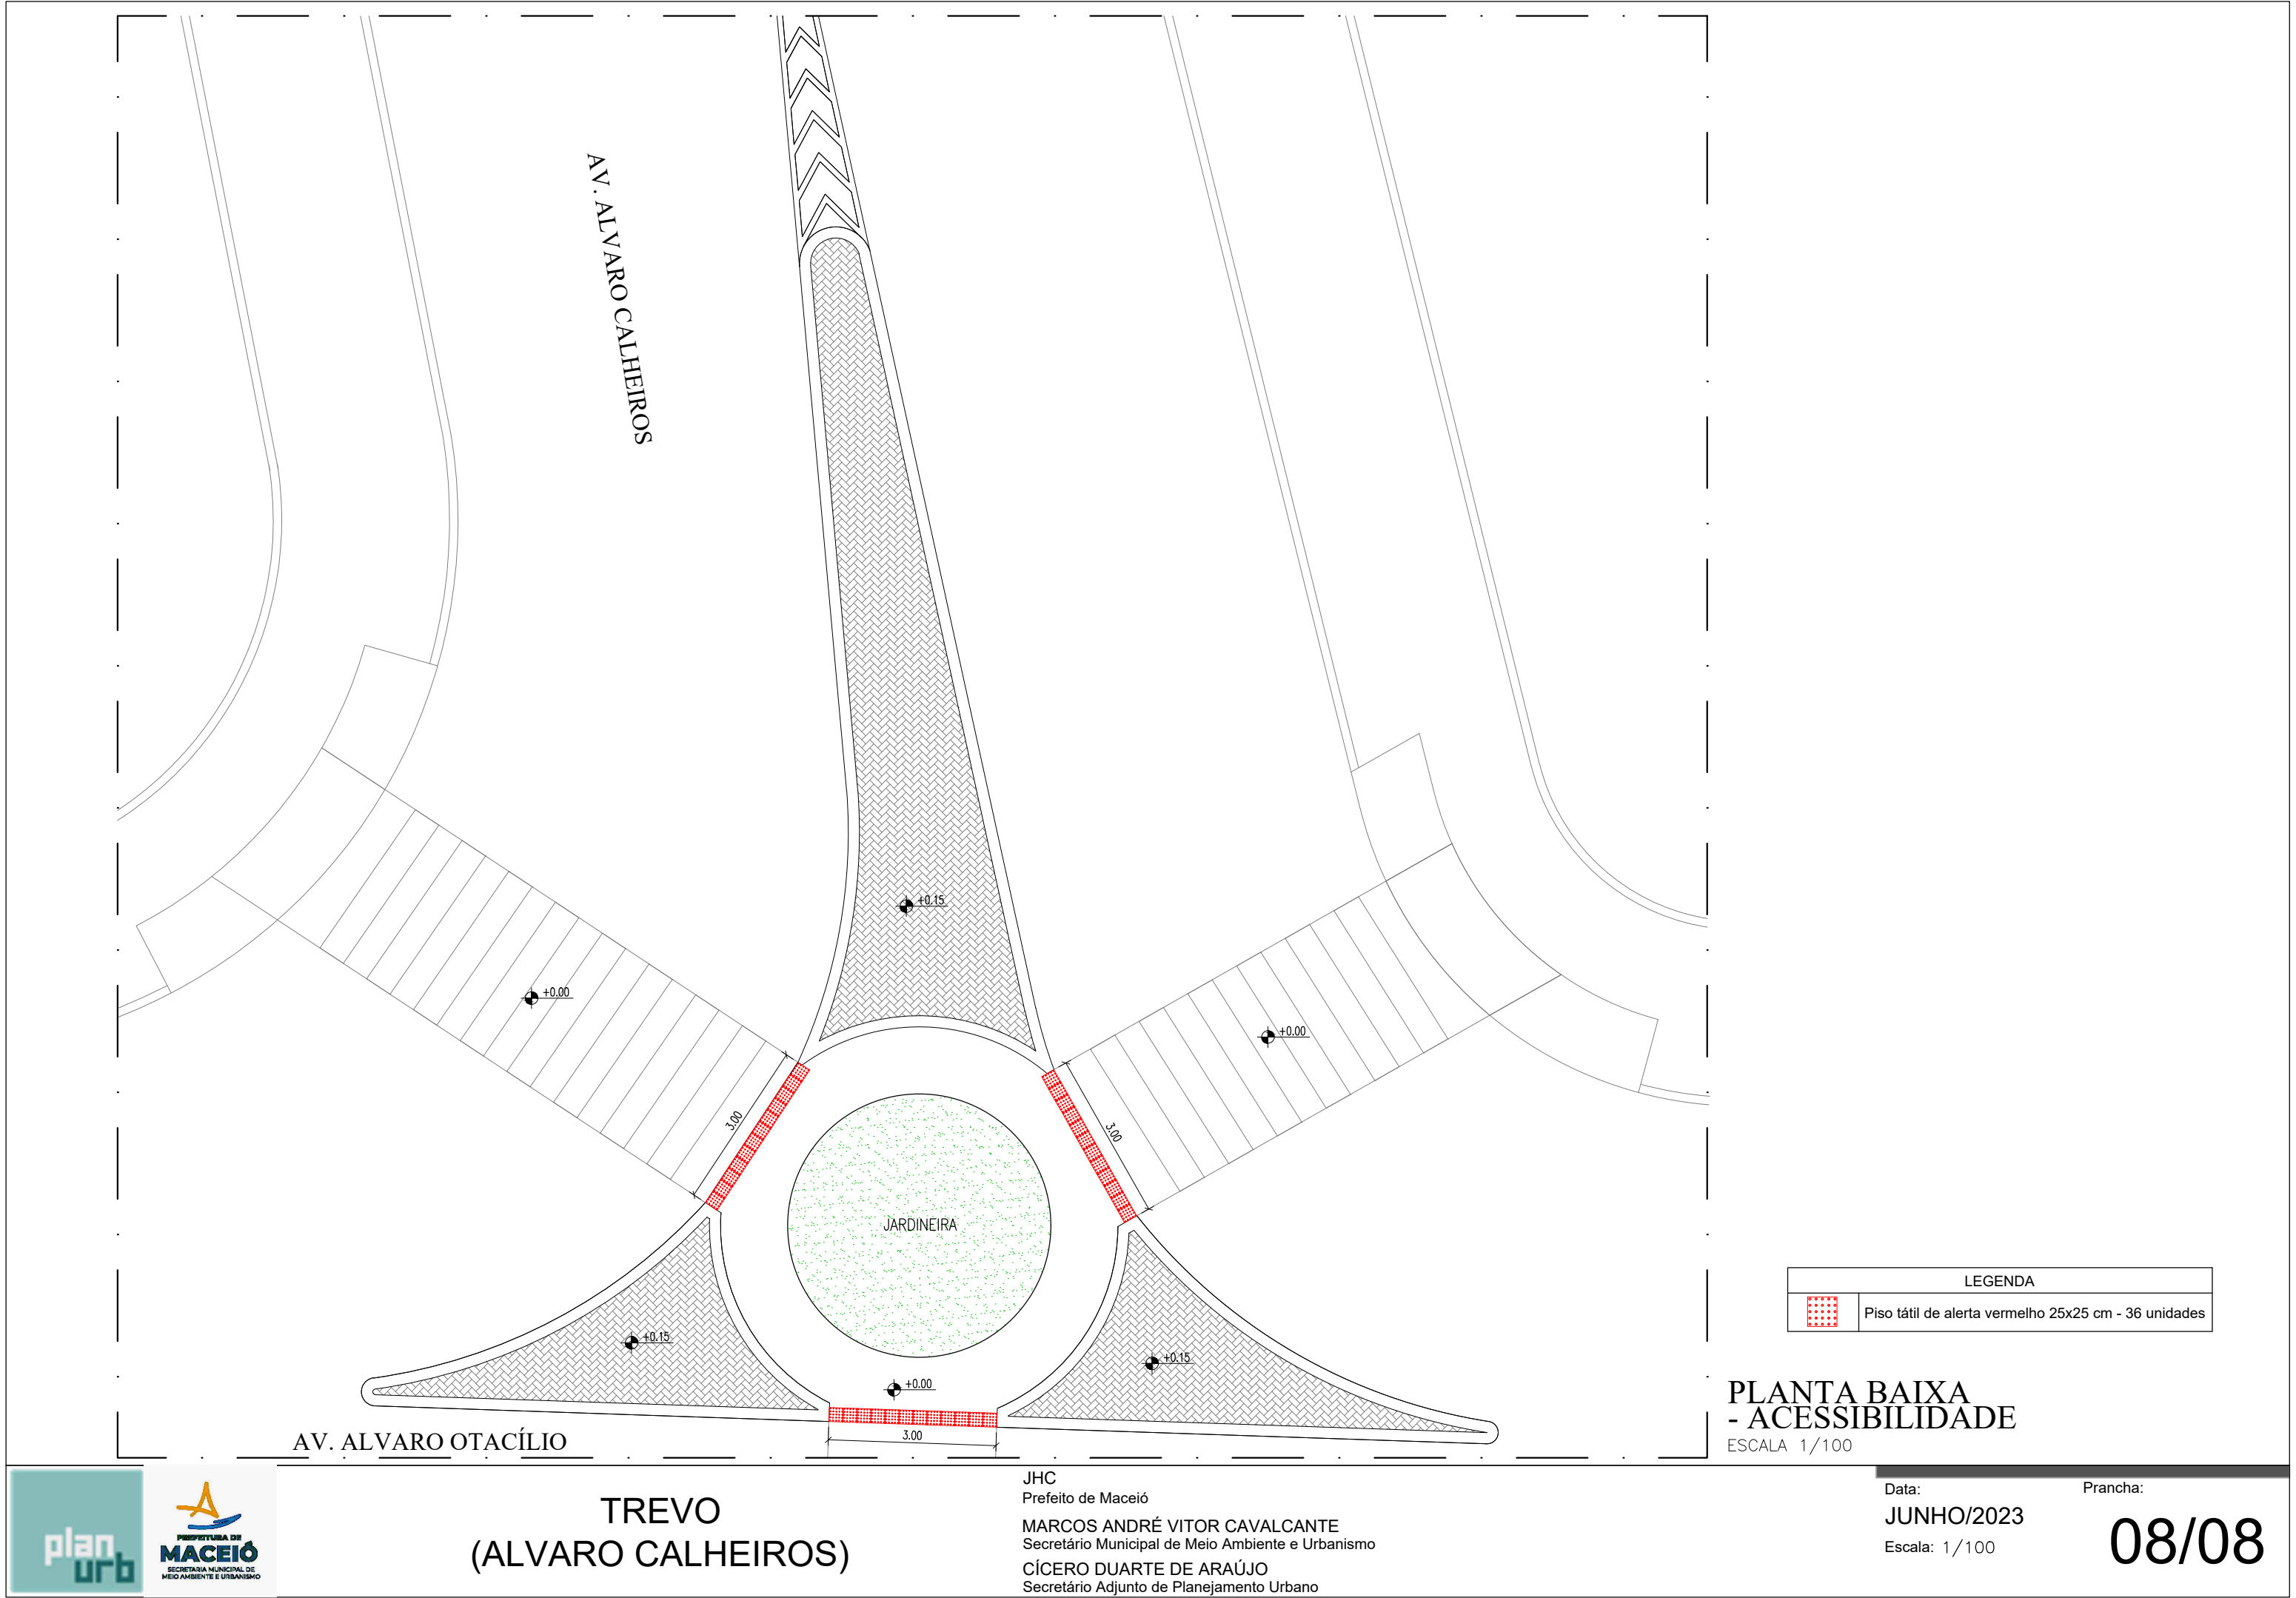 AV. ALVARO CALHEIROS
+0.15
+0.00
+0.00
3.00
3.00
JARDINEIRA
+0.15
+0.15
+0.00
3.00
AV. ALVARO OTACÍLIO
LEGENDA
Piso tátil de alerta vermelho 25x25 cm - 36 unidades
PLANTA BAIXA
- ACESSIBILIDADE
ESCALA 1/100
plan
urb
PREFEITURA DE
MACEIÓ
SECRETARIA MUNICIPAL DE
MEIO AMBIENTE E URBANISMO
TREVO
(ALVARO CALHEIROS)
JHC
Prefeito de Maceió
MARCOS ANDRÉ VITOR CAVALCANTE
Secretário Municipal de Meio Ambiente e Urbanismo
CÍCERO DUARTE DE ARAÚJO
Secretário Adjunto de Planejamento Urbano
Data:
JUNHO/2023
Escala: 1/100
Prancha:
08/08